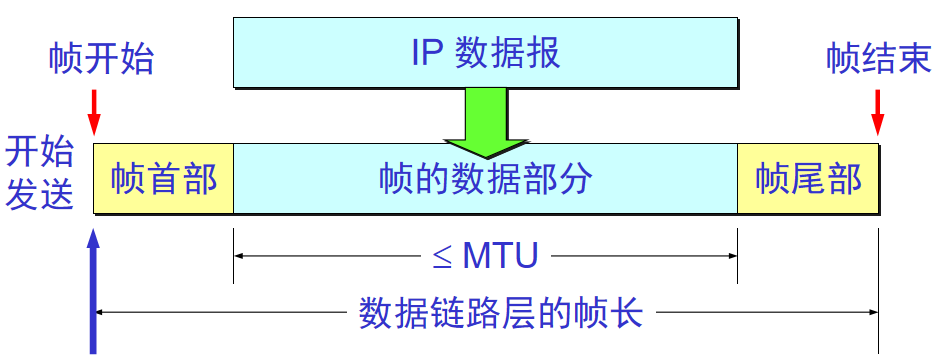 IP 数据报
帧开始
帧结束
开始
发送
帧首部
帧的数据部分
帧尾部
≤ MTU
数据链路层的帧长